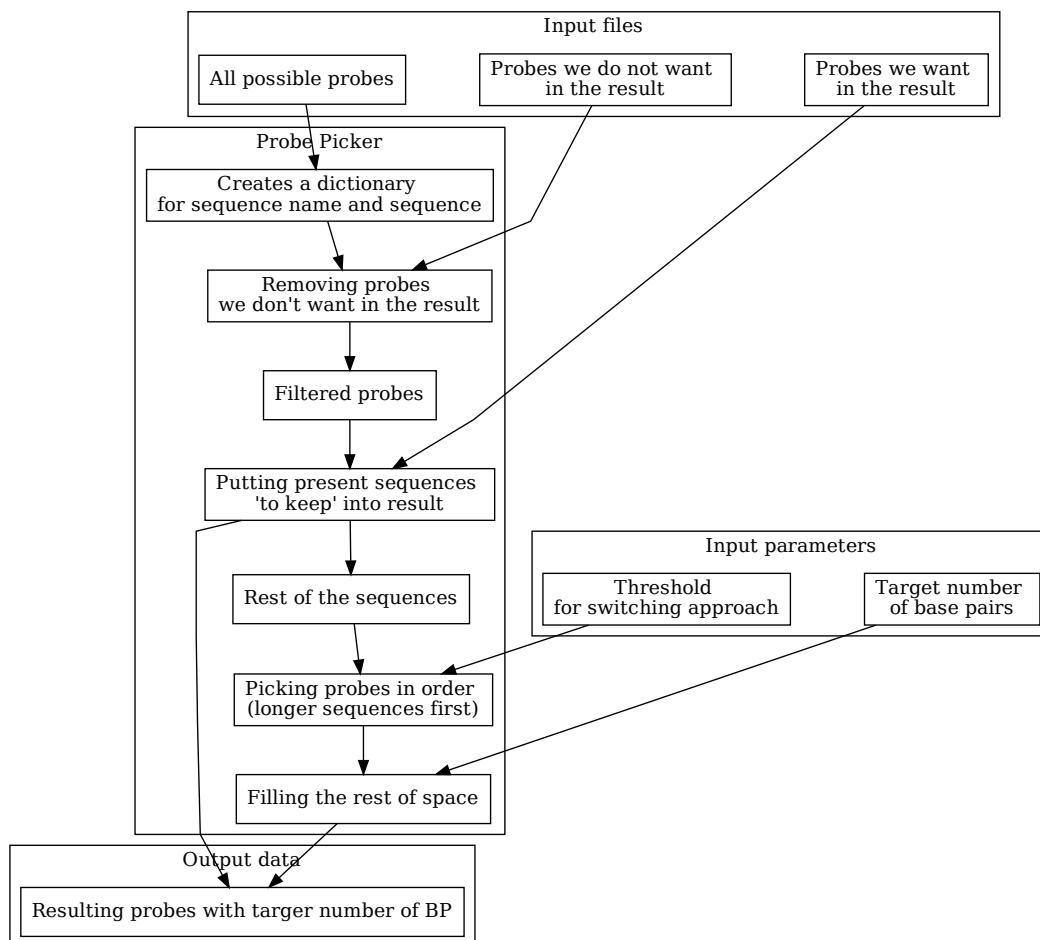 Input files
All possible probes
Probes we do not want
in the result
Probes we want
in the result
Probe Picker
Creates a dictionary
for sequence name and sequence
Removing probes
we don't want in the result
Filtered probes
Putting present sequences
'to keep' into result
Input parameters
Threshold
for switching approach
Target number
of base pairs
Rest of the sequences
Picking probes in order
(longer sequences first)
Filling the rest of space
Output data
Resulting probes with targer number of BP